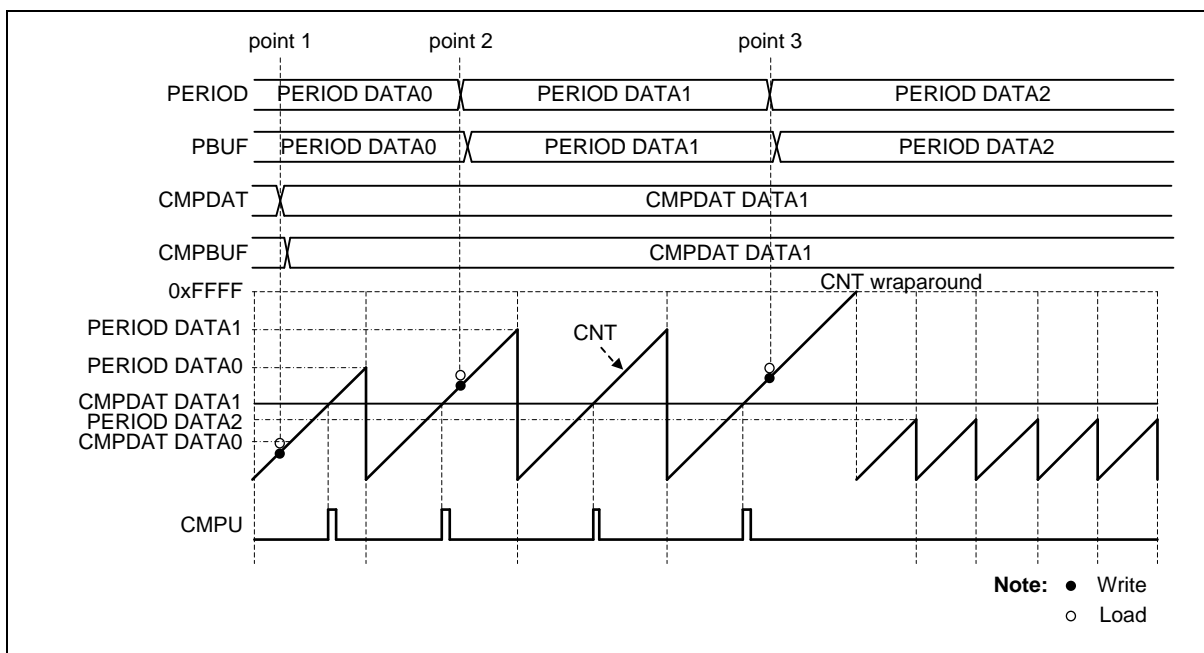 point 1 point 2 point 3
PERIOD PERIOD DATA0 PERIOD DATA1 PERIOD DATA2
PBUF PERIOD DATA0 PERIOD DATA1 PERIOD DATA2
CMPDAT CMPDAT DATA1
CMPBUF CMPDAT DATA1
0xFFFF CNT wraparound
PERIOD DATA1
CNT
PERIOD DATA0
CMPDAT DATA1
PERIOD DATA2
CMPDAT DATA0
CMPU
Note: Write
Load